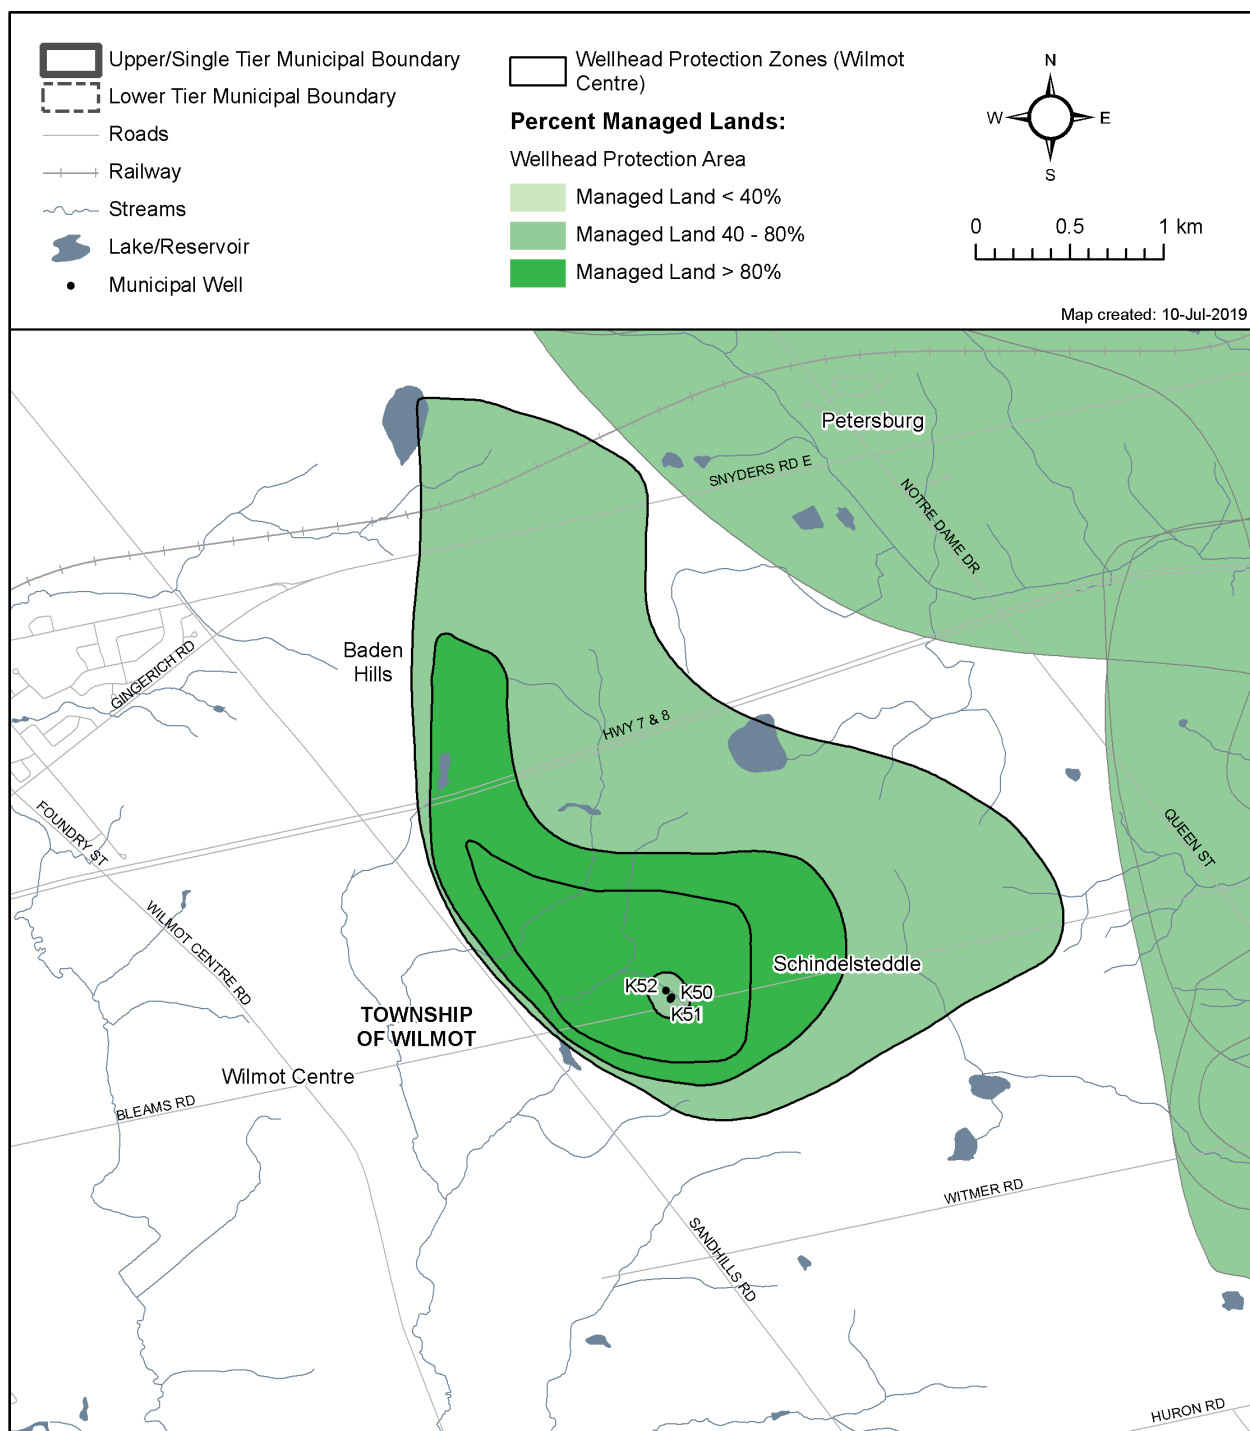 Upper/Single Tier Municipal Boundary
Lower Tier Municipal Boundary
Roads
Railway
Streams
Lake/Reservoir
Municipal Well
Wellhead Protection Zones (Wilmot
Centre)
Percent Managed Lands:
Wellhead Protection Area
Managed Land < 40%
Managed Land 40 - 80%
Managed Land > 80%
N
W E
S
0 0.5 1 km
Map created: 10-Jul-2019
Petersburg
SNYDERS RD E
NOTRE DAME DR
Baden
Hills
GINGERICH RD
HWY 7 & 8
FOUNDRY ST
QUEEN ST
WILMOT CENTRE RD
Schindelsteddle
K52
K50
K51
TOWNSHIP
OF WILMOT
Wilmot Centre
BLEAMS RD
WITMER RD
SANDHILLS RD
HURON RD